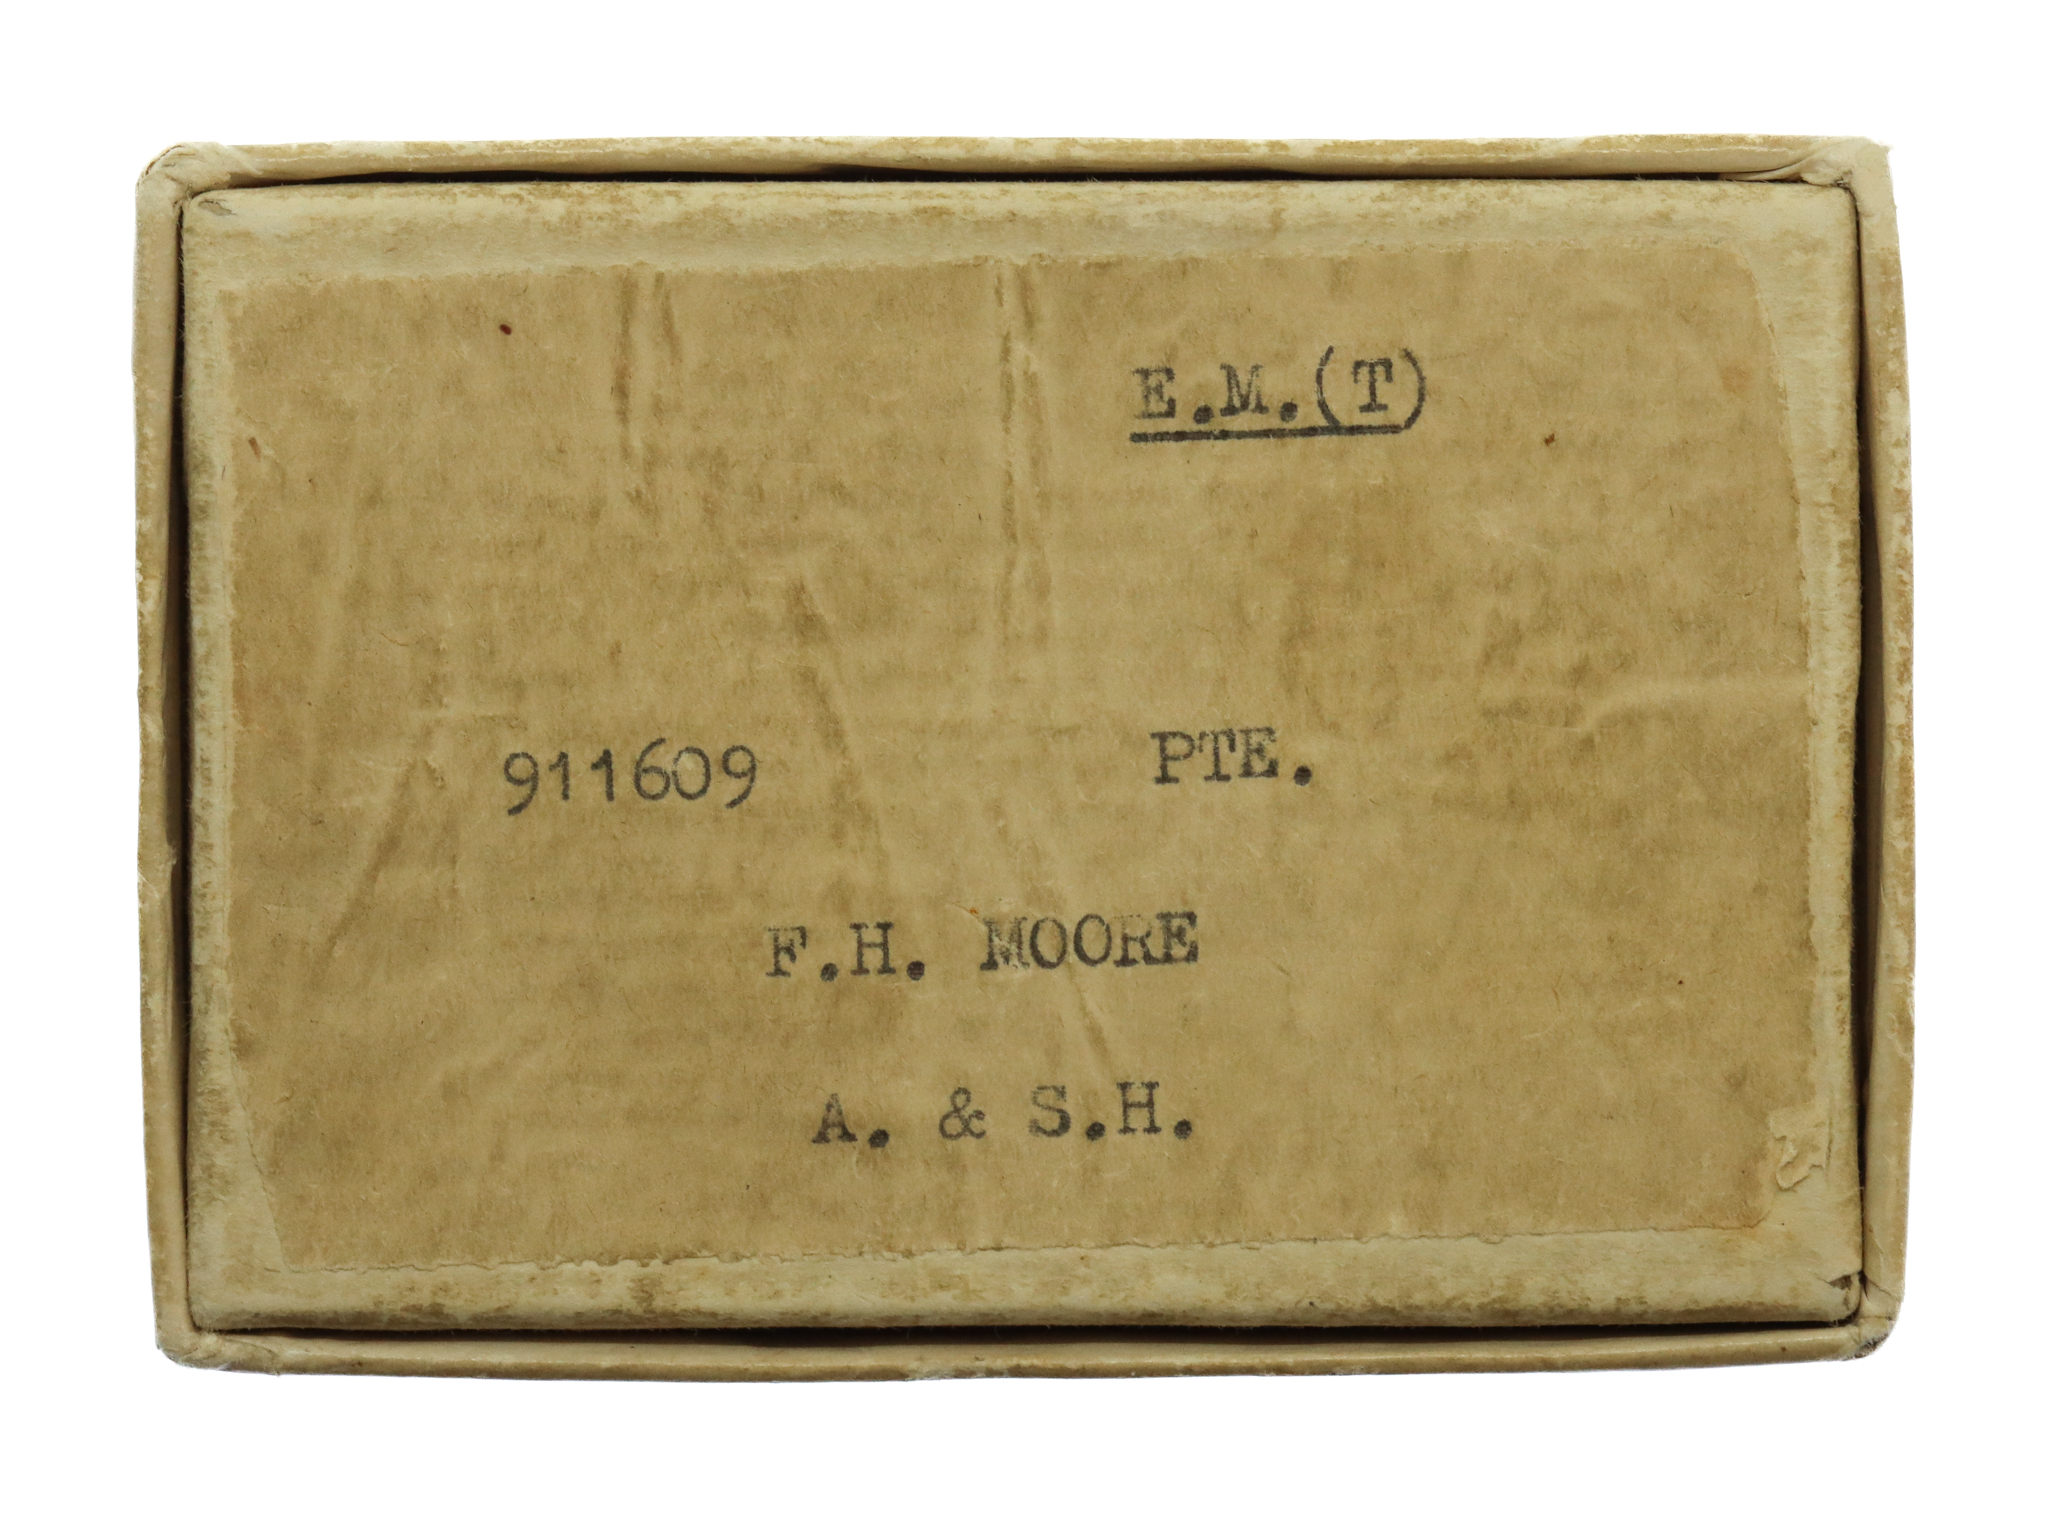 E.M.(T)
911609 PTE.
F.H. MOORE
A. & S.H.